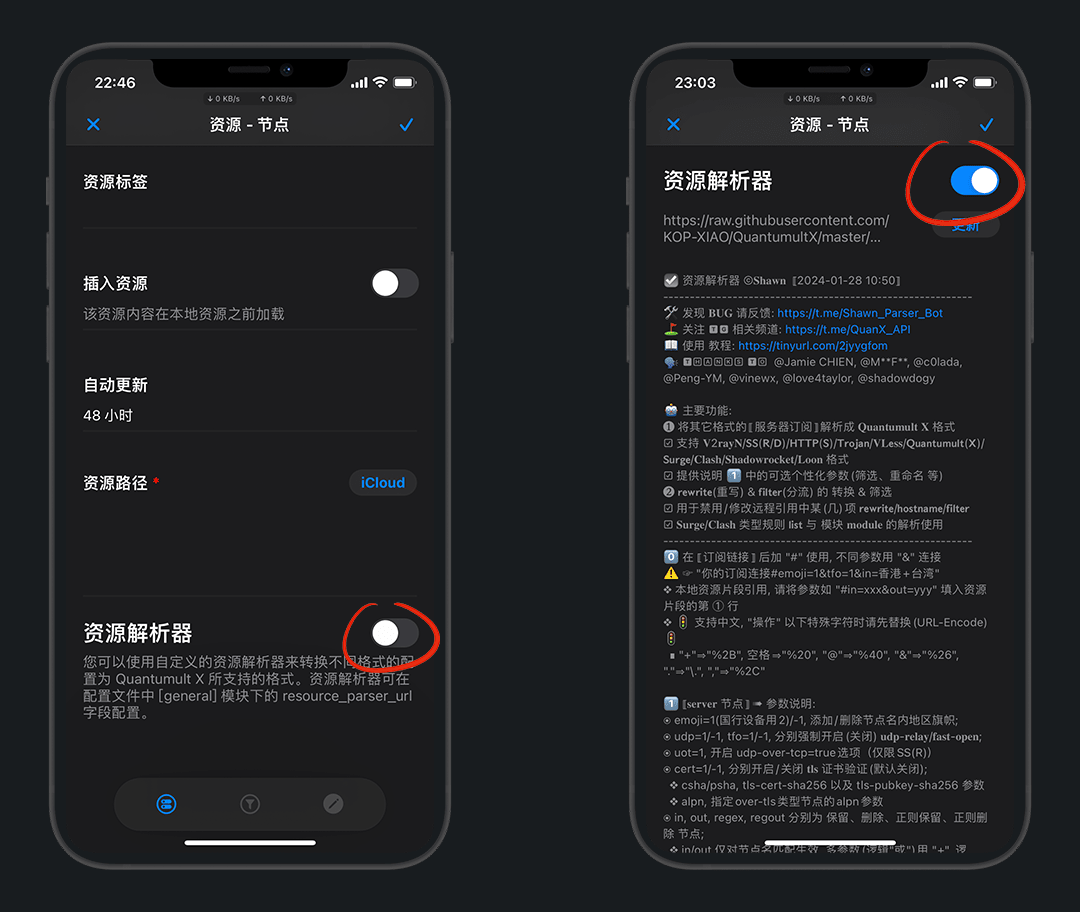 22:46
↓ 0 KB/s ↑ 0 KB/s
资源 - 节点
资源标签
插入资源
该资源内容在本地资源之前加载
自动更新
48 小时
资源路径 *
iCloud
资源解析器
您可以使用自定义的资源解析器来转换不同格式的配
置为 Quantumult X 所支持的格式。资源解析器可在
配置文件中 [general] 模块下的 resource_parser_url
字段配置。
23:03
↓ 0 KB/s ↑ 0 KB/s
资源 - 节点
资源解析器
https://raw.githubusercontent.com/
KOP-XIAO/QuantumultX/master/...
更新
☑️ 资源解析器 ©𝐒𝐡𝐚𝐰𝐧 ⟦2024-01-28 10:50⟧
----------------------------------------------------------
🛠 发现 𝐁𝐔𝐆 请反馈: https://t.me/Shawn_Parser_Bot
⛳️ 关注 🆃🅶 相关频道: https://t.me/QuanX_API
📖 使用 教程: https://tinyurl.com/2jyygfom
🗣 🆃🄷🄰🄽🄺🅂 🆃🄾 @Jamie CHIEN, @M**F**, @c0lada,
@Peng-YM, @vinewx, @love4taylor, @shadowdogy
🤖 主要功能:
❶ 将其它格式的⟦服务器订阅⟧解析成 𝐐𝐮𝐚𝐧𝐭𝐮𝐦𝐮𝐥𝐭 𝐗 格式
☑ 支持 𝐕𝟐𝐫𝐚𝐲𝐍/𝐒𝐒(𝐑/𝐃)/𝐇𝐓𝐓𝐏(𝐒)/𝐓𝐫𝐨𝐣𝐚𝐧/𝐕𝐋𝐞𝐬𝐬/𝐐𝐮𝐚𝐧𝐭𝐮𝐦𝐮𝐥𝐭(𝐗)/
𝐒𝐮𝐫𝐠𝐞/𝐂𝐥𝐚𝐬𝐡/𝐒𝐡𝐚𝐝𝐨𝐰𝐫𝐨𝐜𝐤𝐞𝐭/𝐋𝐨𝐨𝐧 格式
☑ 提供说明 1️⃣ 中的可选个性化参数 (筛选、重命名 等)
❷ 𝐫𝐞𝐰𝐫𝐢𝐭𝐞(重写) & 𝐟𝐢𝐥𝐭𝐞𝐫(分流) 的 转换 & 筛选
☑ 用于禁用/修改远程引用中某(几)项 𝐫𝐞𝐰𝐫𝐢𝐭𝐞/𝐡𝐨𝐬𝐭𝐧𝐚𝐦𝐞/𝐟𝐢𝐥𝐭𝐞𝐫
☑ 𝐒𝐮𝐫𝐠𝐞/𝐂𝐥𝐚𝐬𝐡 类型规则 𝐥𝐢𝐬𝐭 与 模块 𝐦𝐨𝐝𝐮𝐥𝐞 的解析使用
----------------------------------------------------------
0️⃣ 在⟦订阅链接⟧后加 "#" 使用, 不同参数用 "&" 连接
⚠️ ☞ "你的订阅连接#emoji=1&tfo=1&in=香港+台湾"
❖ 本地资源片段引用, 请将参数如 "#in=xxx&out=yyy" 填入资源
片段的第 ① 行
❖ 🚦 支持中文, "操作" 以下特殊字符时请先替换 (URL-Encode)
🚦
∎ "+"⇒"%2B", 空格⇒"%20", "@"⇒"%40", "&"⇒"%26",
"."⇒"\.", ","⇒"%2C"
1️⃣ ⟦𝐬𝐞𝐫𝐯𝐞𝐫 节点⟧ ➠ 参数说明:
⦿ emoji=1(国行设备用2)/-1, 添加/删除节点名内地区旗帜;
⦿ udp=1/-1, tfo=1/-1, 分别强制开启(关闭) 𝐮𝐝𝐩-𝐫𝐞𝐥𝐚𝐲/𝐟𝐚𝐬𝐭-𝐨𝐩𝐞𝐧;
⦿ uot=1, 开启 udp-over-tcp=true选项（仅限SS(R)）
⦿ cert=1/-1, 分别开启/关闭 𝐭𝐥𝐬 证书验证(默认关闭);
❖ csha/psha, tls-cert-sha256 以及 tls-pubkey-sha256 参数
❖ alpn, 指定over-tls类型节点的alpn参数
⦿ in, out, regex, regout 分别为 保留、删除、正则保留、正则删
除 节点;
❖ in/out 仅对节点名匹配生效, 多参数(逻辑"或")用 "+", 逻